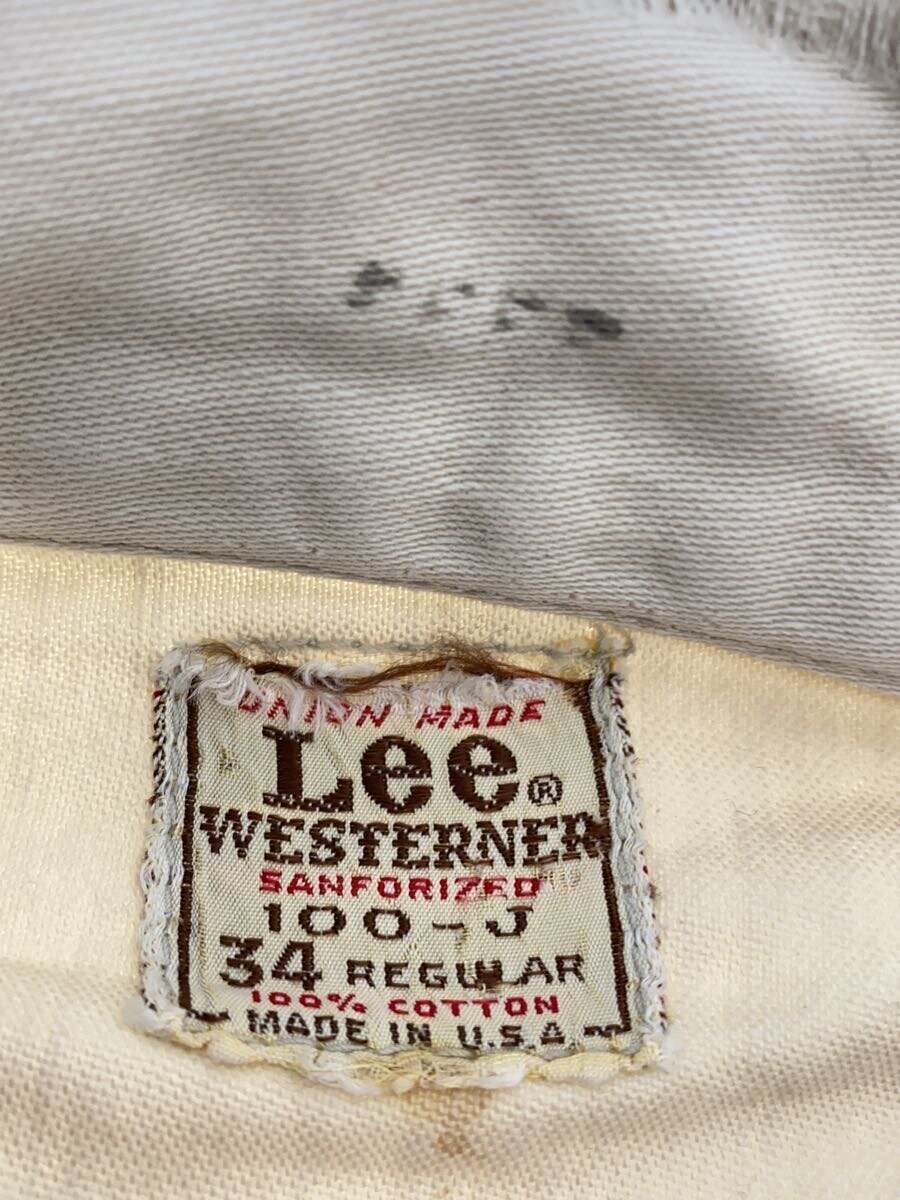 UNION MADE
Lee®
WESTERNER
SANFORIZED
100-J
34 REGULAR
100% COTTON
MADE IN U.S.A.